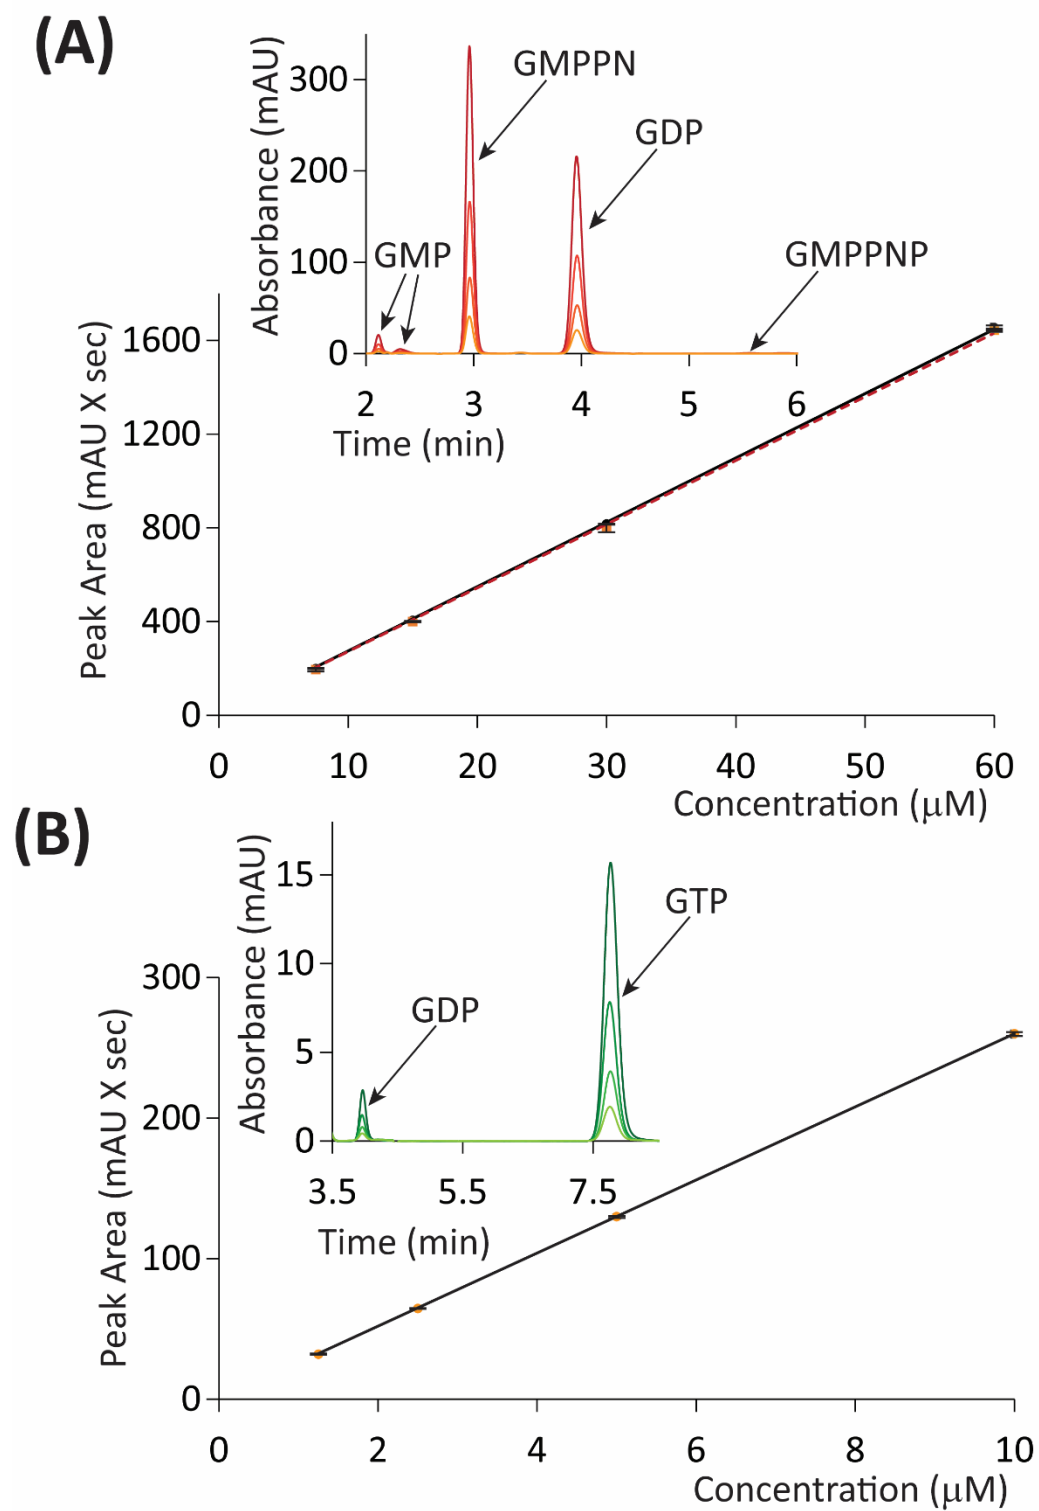 (A)
Absorbance (mAU)
300
200
100
0
GMPPN
GDP
GMP
GMPPNP
2 3 4 5 6
Time (min)
Peak Area (mAU X sec)
1600
1200
800
400
0
0 10 20 30 40 50 60
Concentration (μM)
(B)
Absorbance (mAU)
15
10
5
0
GTP
GDP
3.5 5.5 7.5
Time (min)
Peak Area (mAU X sec)
300
200
100
0
0 2 4 6 8 10
Concentration (μM)